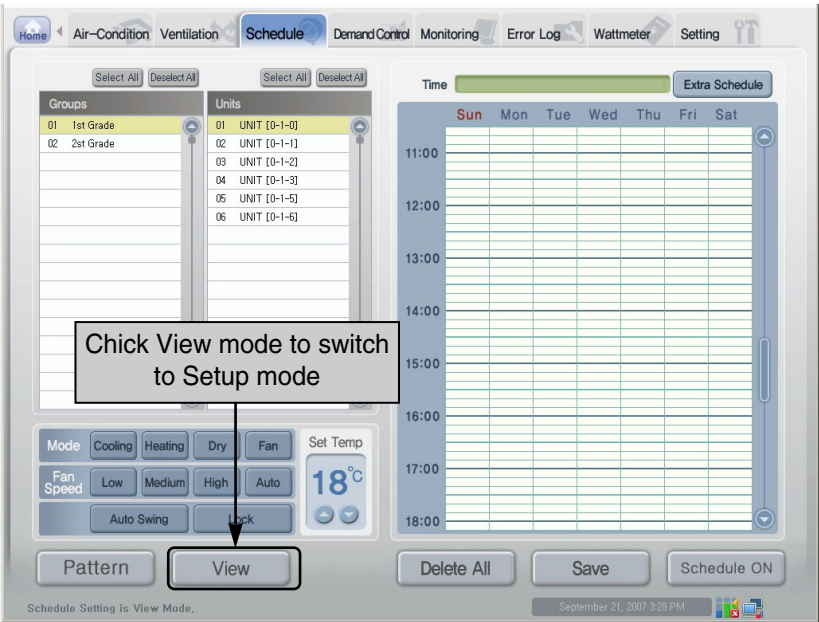 Home Air-Condition Ventilation Schedule Demand Control Monitoring Error Log Wattmeter Setting
Select All Deselect All Select All Deselect All
Groups Units
01 1st Grade
02 2st Grade
01 UNIT [0-1-0]
02 UNIT [0-1-1]
03 UNIT [0-1-2]
04 UNIT [0-1-3]
05 UNIT [0-1-5]
06 UNIT [0-1-6]
Chick View mode to switch
to Setup mode
Mode Cooling Heating Dry Fan
Fan
Speed Low Medium High Auto
Auto Swing Lock
Set Temp
18°C
Time Extra Schedule
Sun Mon Tue Wed Thu Fri Sat
11:00
12:00
13:00
14:00
15:00
16:00
17:00
18:00
Pattern View Delete All Save Schedule ON
Schedule Setting is View Mode,
September 21, 2007 3:28 PM